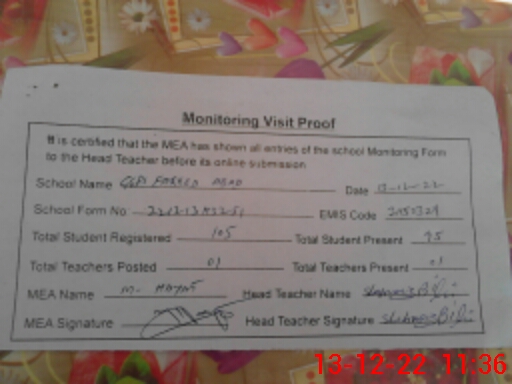 Monitoring Visit Proof
It is certified that the MEA has shown all entries of the school Monitoring Form
to the Head Teacher before its online submission
School Name Date 13-12-22
School Form No EMIS Code
Total Student Registered 105 Total Student Present 95
Total Teachers Posted 01 Total Teachers Present 01
MEA Name M. Hayat Head Teacher Name
MEA Signature Head Teacher Signature
13-12-22 11:36